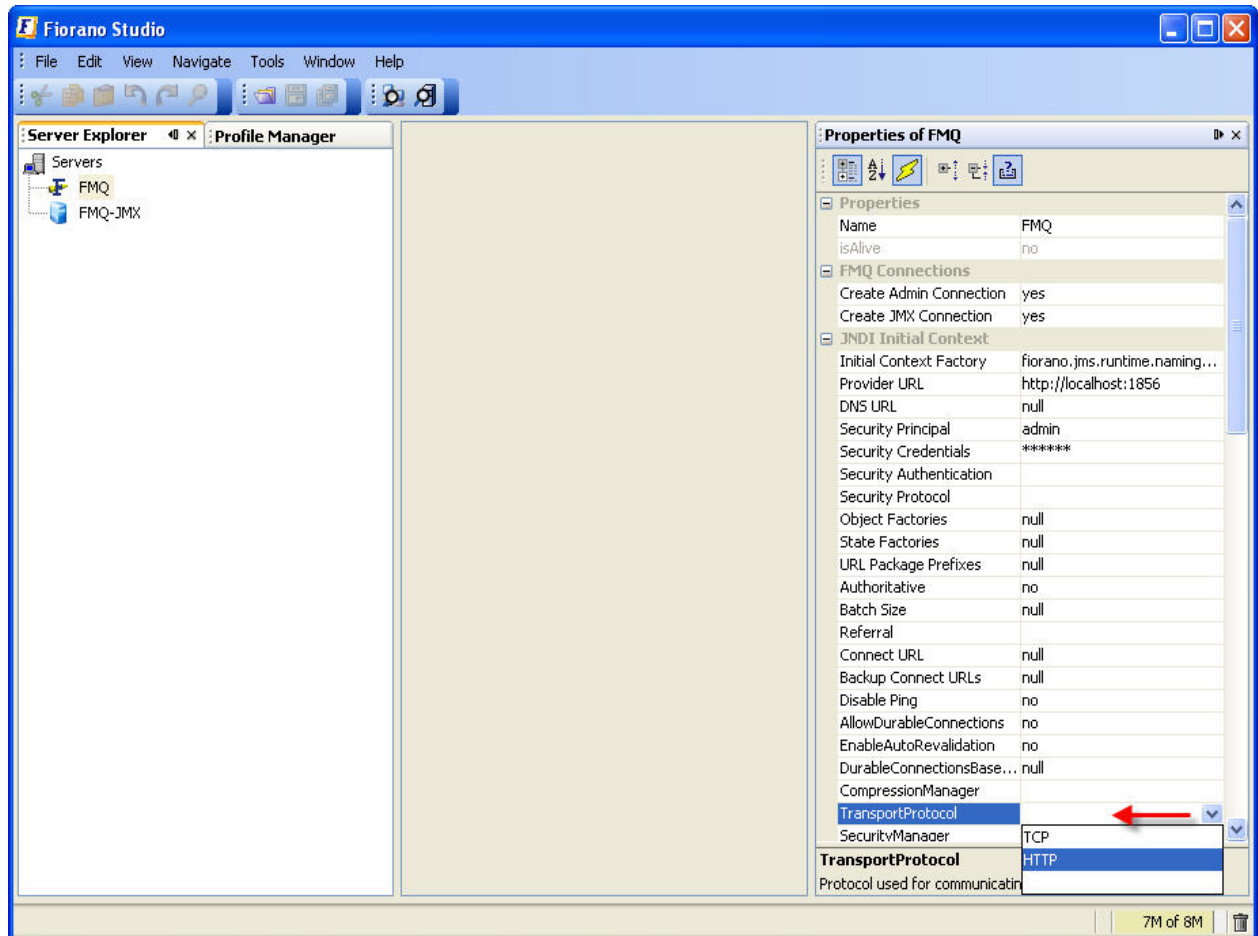 Fiorano Studio
File Edit View Navigate Tools Window Help
Server Explorer Profile Manager
Servers
FMQ
FMQ-JMX
Properties of FMQ
Properties
Name FMQ
isAlive no
FMQ Connections
Create Admin Connection yes
Create JMX Connection yes
JNDI Initial Context
Initial Context Factory fiorano.jms.runtime.naming...
Provider URL http://localhost:1856
DNS URL null
Security Principal admin
Security Credentials ******
Security Authentication
Security Protocol
Object Factories null
State Factories null
URL Package Prefixes null
Authoritative no
Batch Size null
Referral
Connect URL null
Backup Connect URLs null
Disable Ping no
AllowDurableConnections no
EnableAutoRevalidation no
DurableConnectionsBase... null
CompressionManager
TransportProtocol
SecurityManager
TCP
HTTP
TransportProtocol
Protocol used for communicatin
7M of 8M